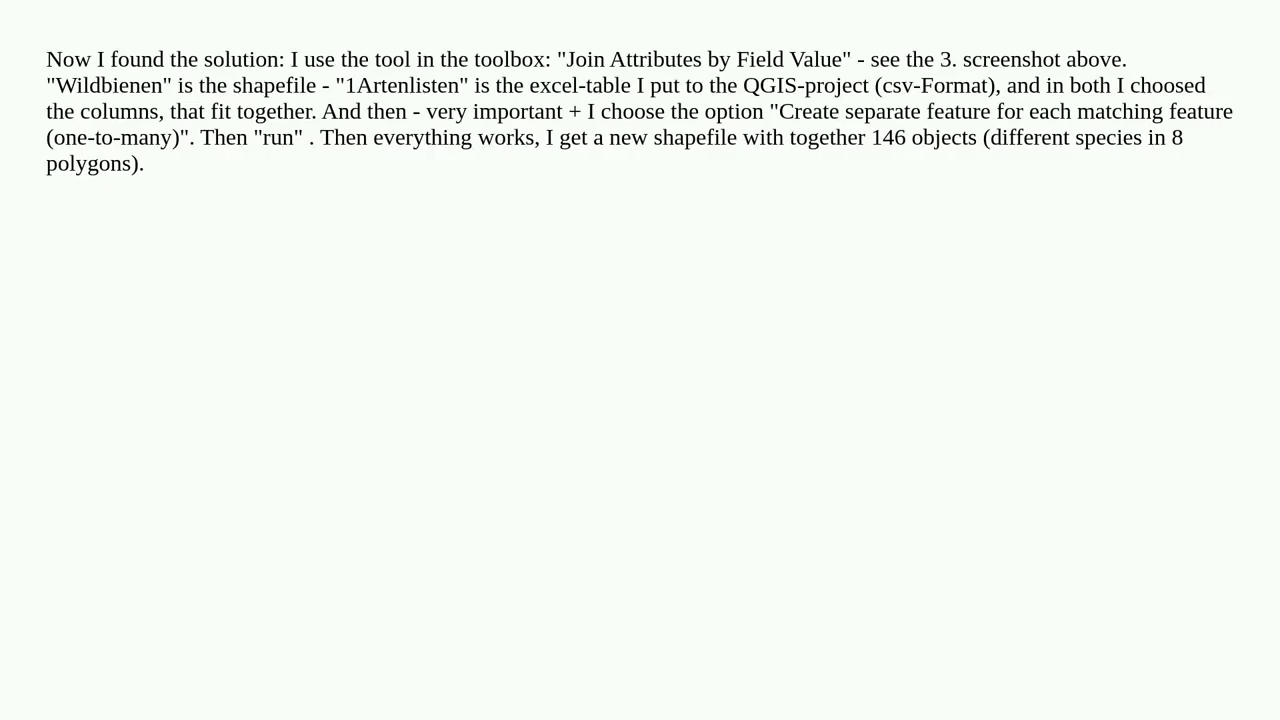 Now I found the solution: I use the tool in the toolbox: "Join Attributes by Field Value" - see the 3. screenshot above.
"Wildbienen" is the shapefile - "1Artenlisten" is the excel-table I put to the QGIS-project (csv-Format), and in both I choosed
the columns, that fit together. And then - very important + I choose the option "Create separate feature for each matching feature
(one-to-many)". Then "run" . Then everything works, I get a new shapefile with together 146 objects (different species in 8
polygons).